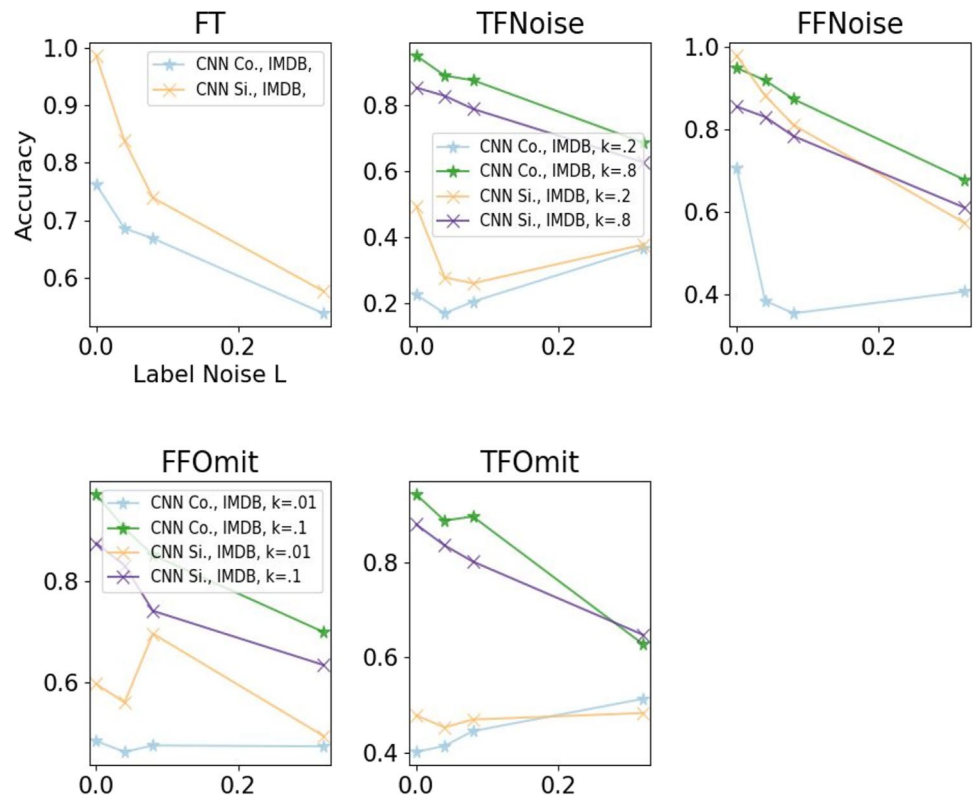 FT
TFNoise
FFNoise
1.0
0.9
0.8
0.7
0.6
Accuracy
CNN Co., IMDB,
CNN Si., IMDB,
0.0
0.2
Label Noise L
0.8
0.6
0.4
0.2
CNN Co., IMDB, k=.2
CNN Co., IMDB, k=.8
CNN Si., IMDB, k=.2
CNN Si., IMDB, k=.8
0.0
0.2
1.0
0.8
0.6
0.4
0.0
0.2
FFOmit
TFOmit
0.8
0.6
CNN Co., IMDB, k=.01
CNN Co., IMDB, k=.1
CNN Si., IMDB, k=.01
CNN Si., IMDB, k=.1
0.0
0.2
0.8
0.6
0.4
0.0
0.2